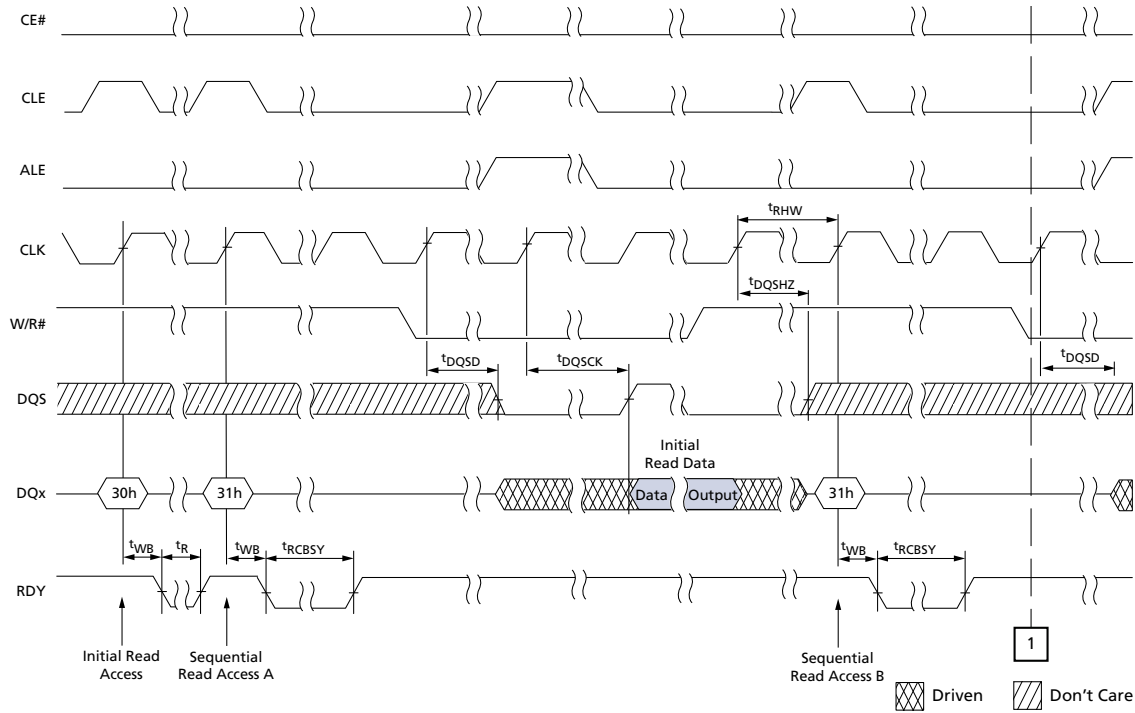 CE#
CLE
ALE
tRHW
CLK
tDQSHZ
W/R#
tDQSD
tDQSCK
tDQSD
DQS
Initial
Read Data
DQx
30h
31h
Data
Output
31h
tWB
tR
tWB
tRCBSY
tWB
tRCBSY
RDY
Initial Read
Access
Sequential
Read Access A
Sequential
Read Access B
1
Driven
Don't Care